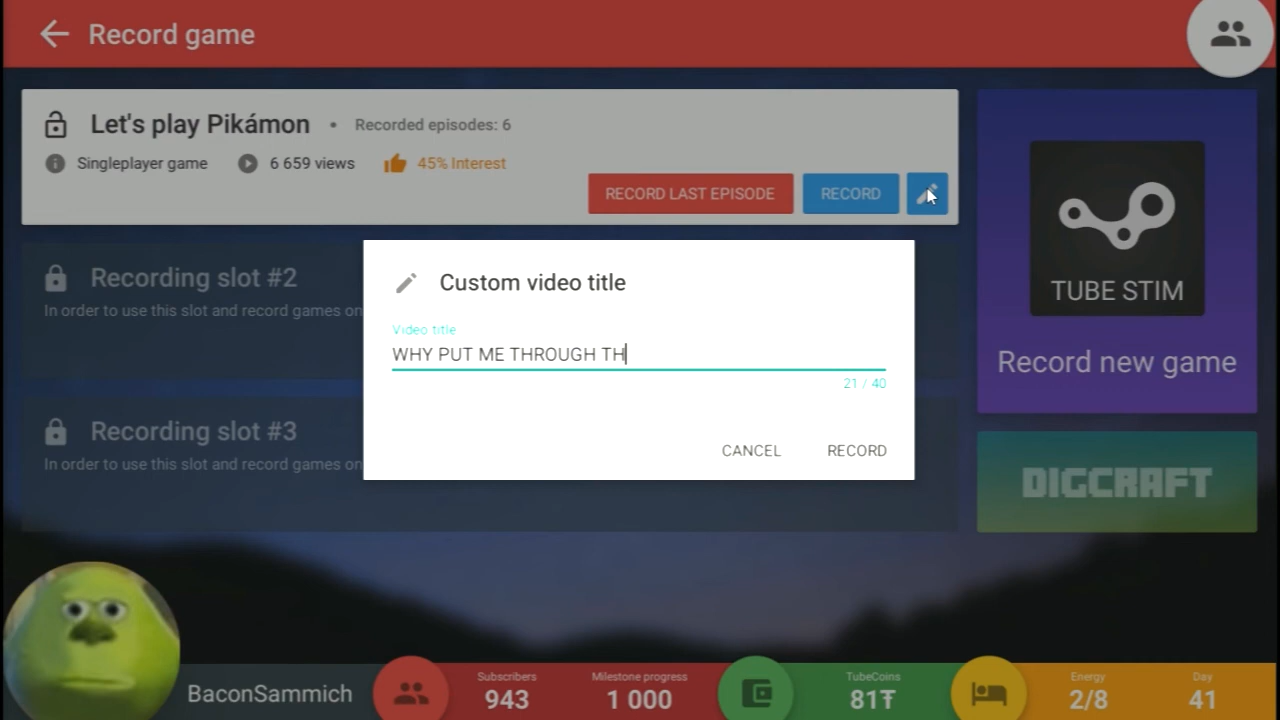 Record game
Let's play Pikámon • Recorded episodes: 6
Singleplayer game 6 659 views 45% Interest
RECORD LAST EPISODE RECORD
TUBE STIM
Record new game
DIGCRAFT
Recording slot #2
In order to use this slot and record games on
Recording slot #3
In order to use this slot and record games on
Custom video title
Video title
WHY PUT ME THROUGH TH
21 / 40
CANCEL RECORD
BaconSammich
Subscribers
943
Milestone progress
1 000
TubeCoins
81₮
Energy
2/8
Day
41